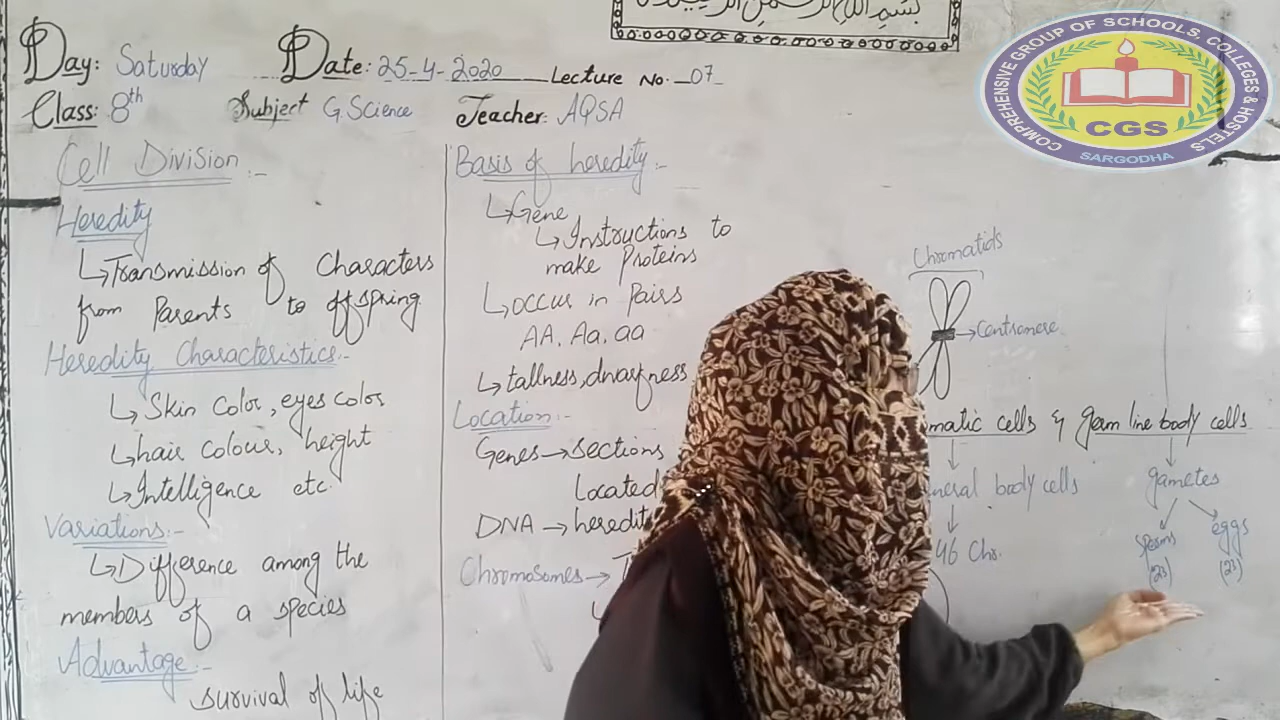 بسم اللہ الرحمن الرحیم
Day: Saturday Date: 25-4-2020 Lecture No. 07
Class: 8th Subject G.Science Teacher: AQSA
COMPREHENSIVE GROUP OF SCHOOLS, COLLEGES & HOSTELS
CGS
SARGODHA
Cell Division :-
Heredity
↳Transmission of Characters
from Parents to offspring
Heredity Characteristics:-
↳ Skin color, eyes color
↳hair colour, height
↳Intelligence etc
Variations:-
↳Difference among the
members of a species
Advantage:-
survival of life
Basis of heredity:-
↳Gene
↳Instructions to
make Proteins
↳occur in Pairs
AA, Aa, aa
↳tallness, dwarfness
Location:-
Genes→sections
Located
DNA → heredit
Chromosomes→
Chromatids
→Centromere
matic cells & germ line body cells
neral body cells
46 Chr.
gametes
sperms
(23)
eggs
(23)